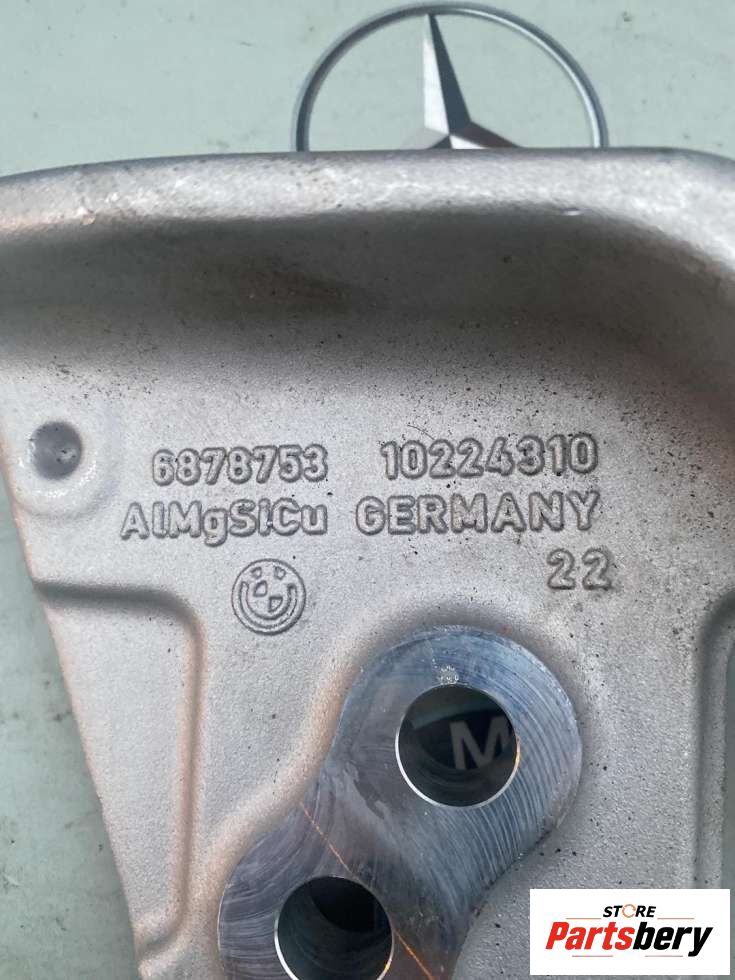 6878753 10224310
AlMgSiCu GERMANY
22
M
STORE
Partsbery